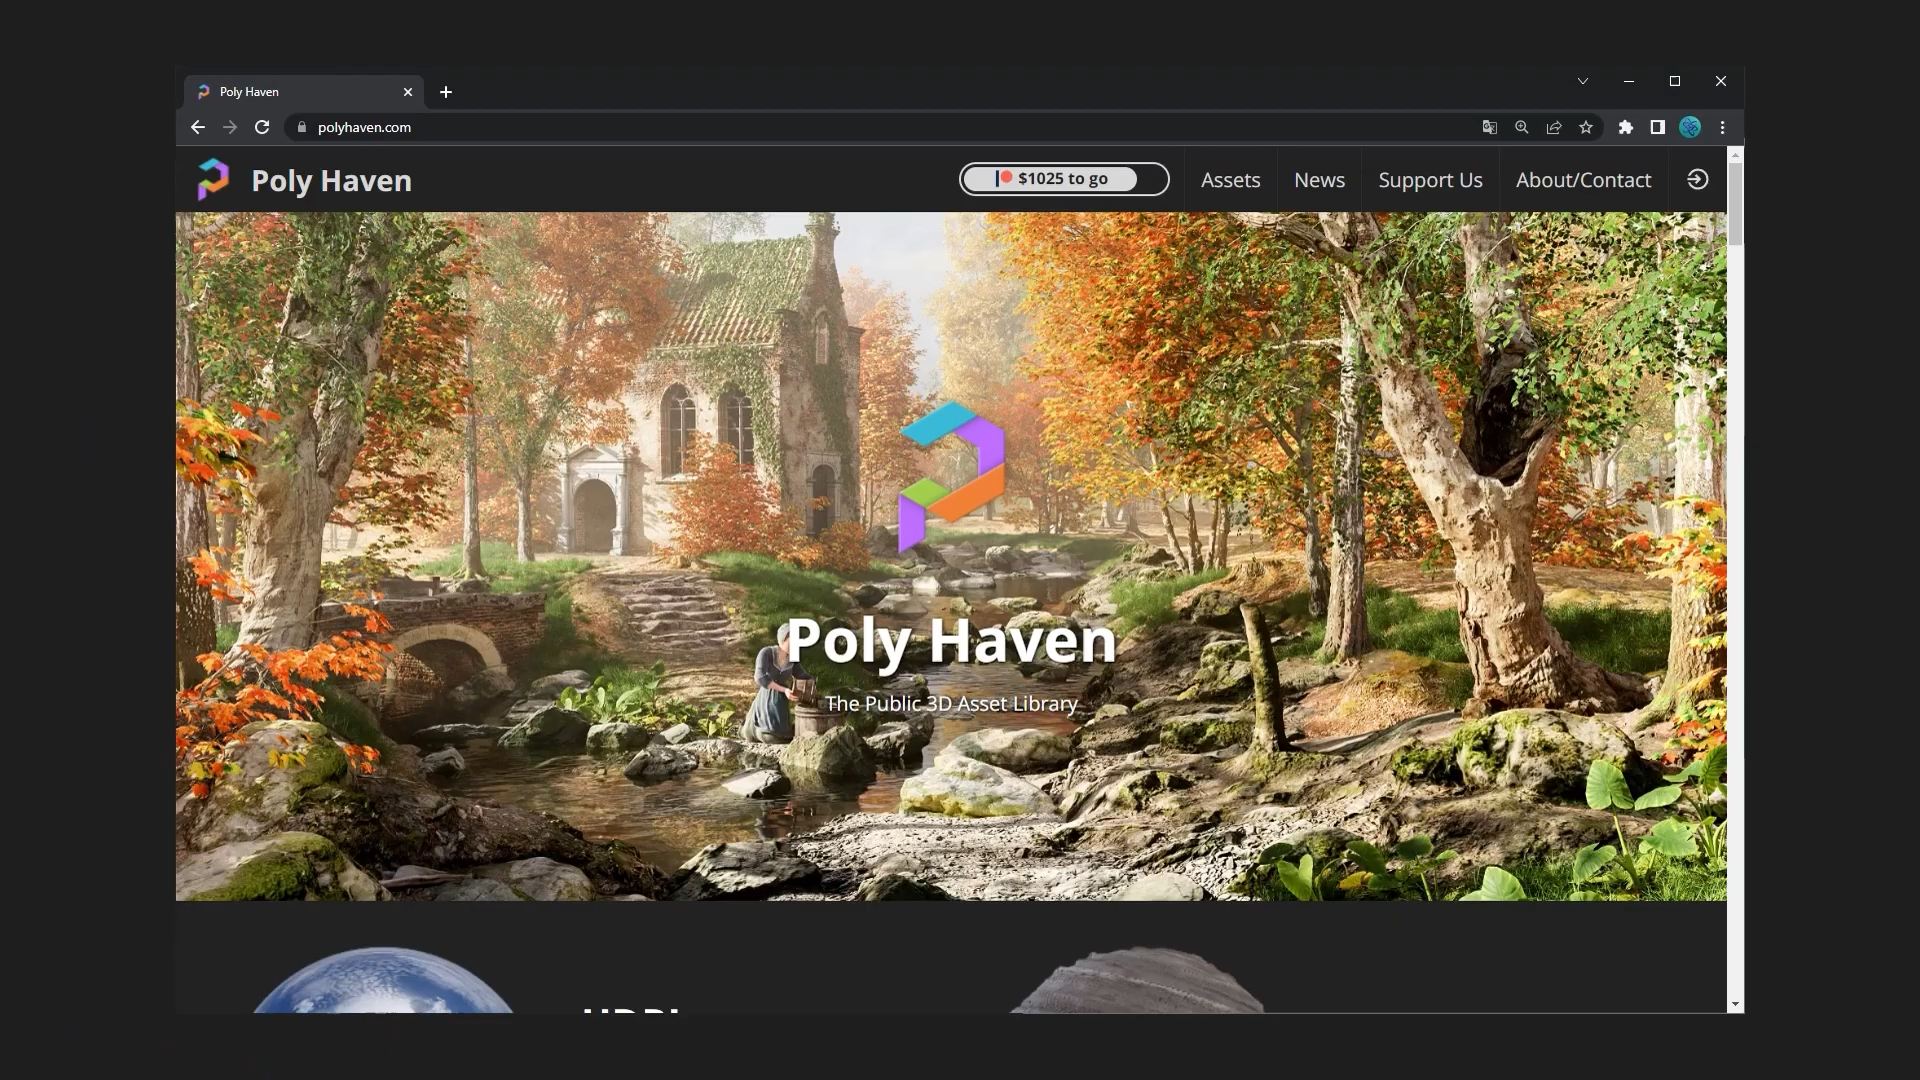 Poly Haven
polyhaven.com
Poly Haven
$1025 to go
Assets
News
Support Us
About/Contact
Poly Haven
The Public 3D Asset Library